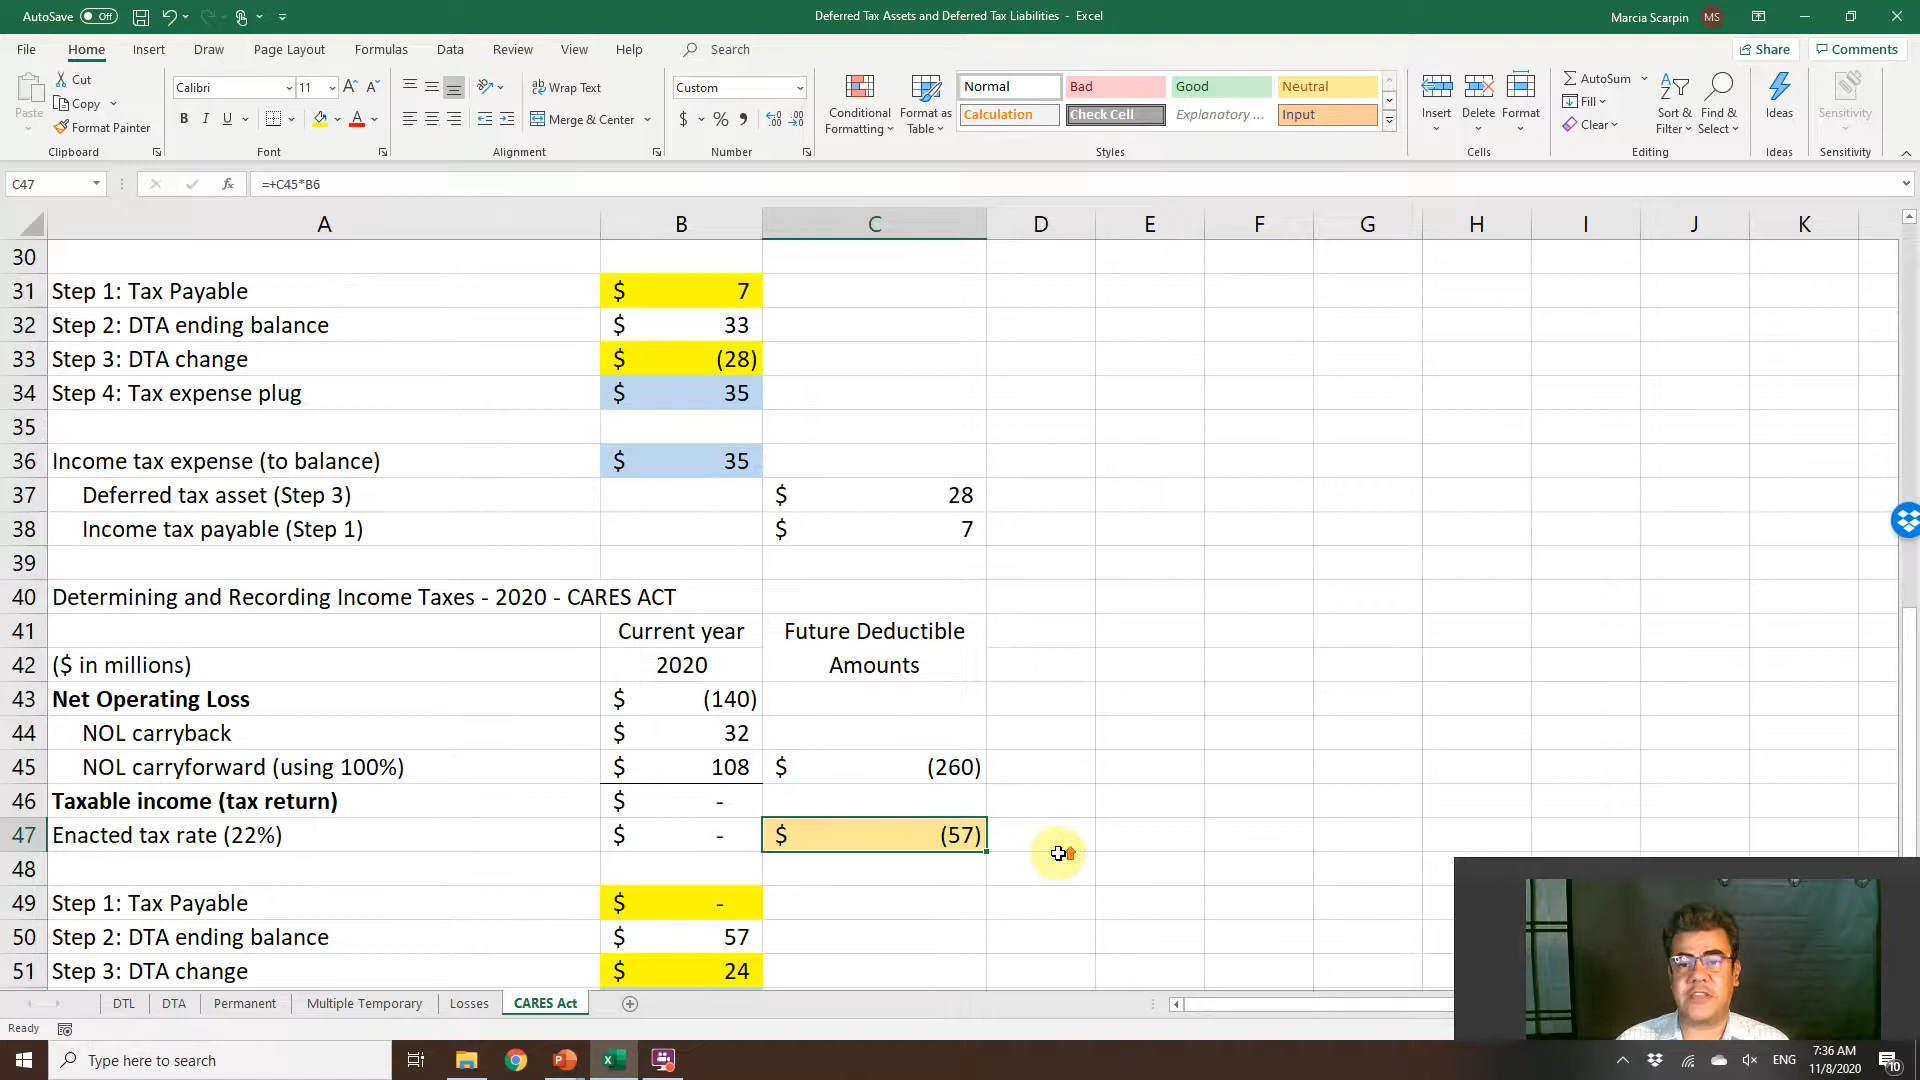 AutoSave Off
Deferred Tax Assets and Deferred Tax Liabilities - Excel
Marcia Scarpin MS
File Home Insert Draw Page Layout Formulas Data Review View Help Search
Share Comments
Paste
Cut
Copy
Format Painter
Clipboard
Calibri 11
B I U
Font
Wrap Text
Merge & Center
Alignment
Custom
$ % 9
Number
Conditional Formatting
Format as Table
Normal Bad Good Neutral
Calculation Check Cell Explanatory ... Input
Styles
Insert Delete Format
Cells
AutoSum
Fill
Clear
Sort & Filter
Find & Select
Editing
Ideas
Ideas
Sensitivity
Sensitivity
C47 fx =+C45*B6
A B C D E F G H I J K
30
31 Step 1: Tax Payable $ 7
32 Step 2: DTA ending balance $ 33
33 Step 3: DTA change $ (28)
34 Step 4: Tax expense plug $ 35
35
36 Income tax expense (to balance) $ 35
37 Deferred tax asset (Step 3) $ 28
38 Income tax payable (Step 1) $ 7
39
40 Determining and Recording Income Taxes - 2020 - CARES ACT
41 Current year Future Deductible
42 ($ in millions) 2020 Amounts
43 Net Operating Loss $ (140)
44 NOL carryback $ 32
45 NOL carryforward (using 100%) $ 108 $ (260)
46 Taxable income (tax return) $ -
47 Enacted tax rate (22%) $ - $ (57)
48
49 Step 1: Tax Payable $ -
50 Step 2: DTA ending balance $ 57
51 Step 3: DTA change $ 24
DTL DTA Permanent Multiple Temporary Losses CARES Act
Ready
Type here to search
ENG
7:36 AM
11/8/2020
10